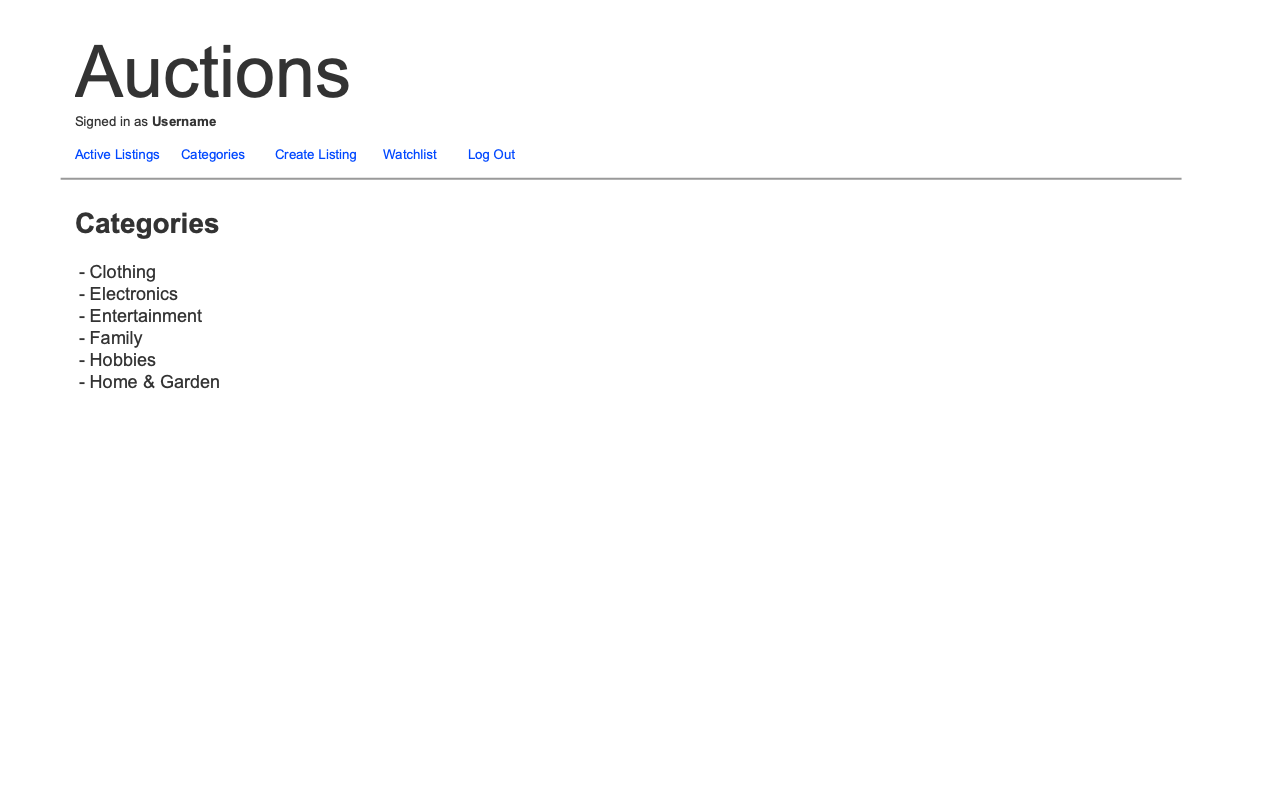 Auctions
Signed in as Username
Active Listings Categories Create Listing Watchlist Log Out
Categories
- Clothing
- Electronics
- Entertainment
- Family
- Hobbies
- Home & Garden